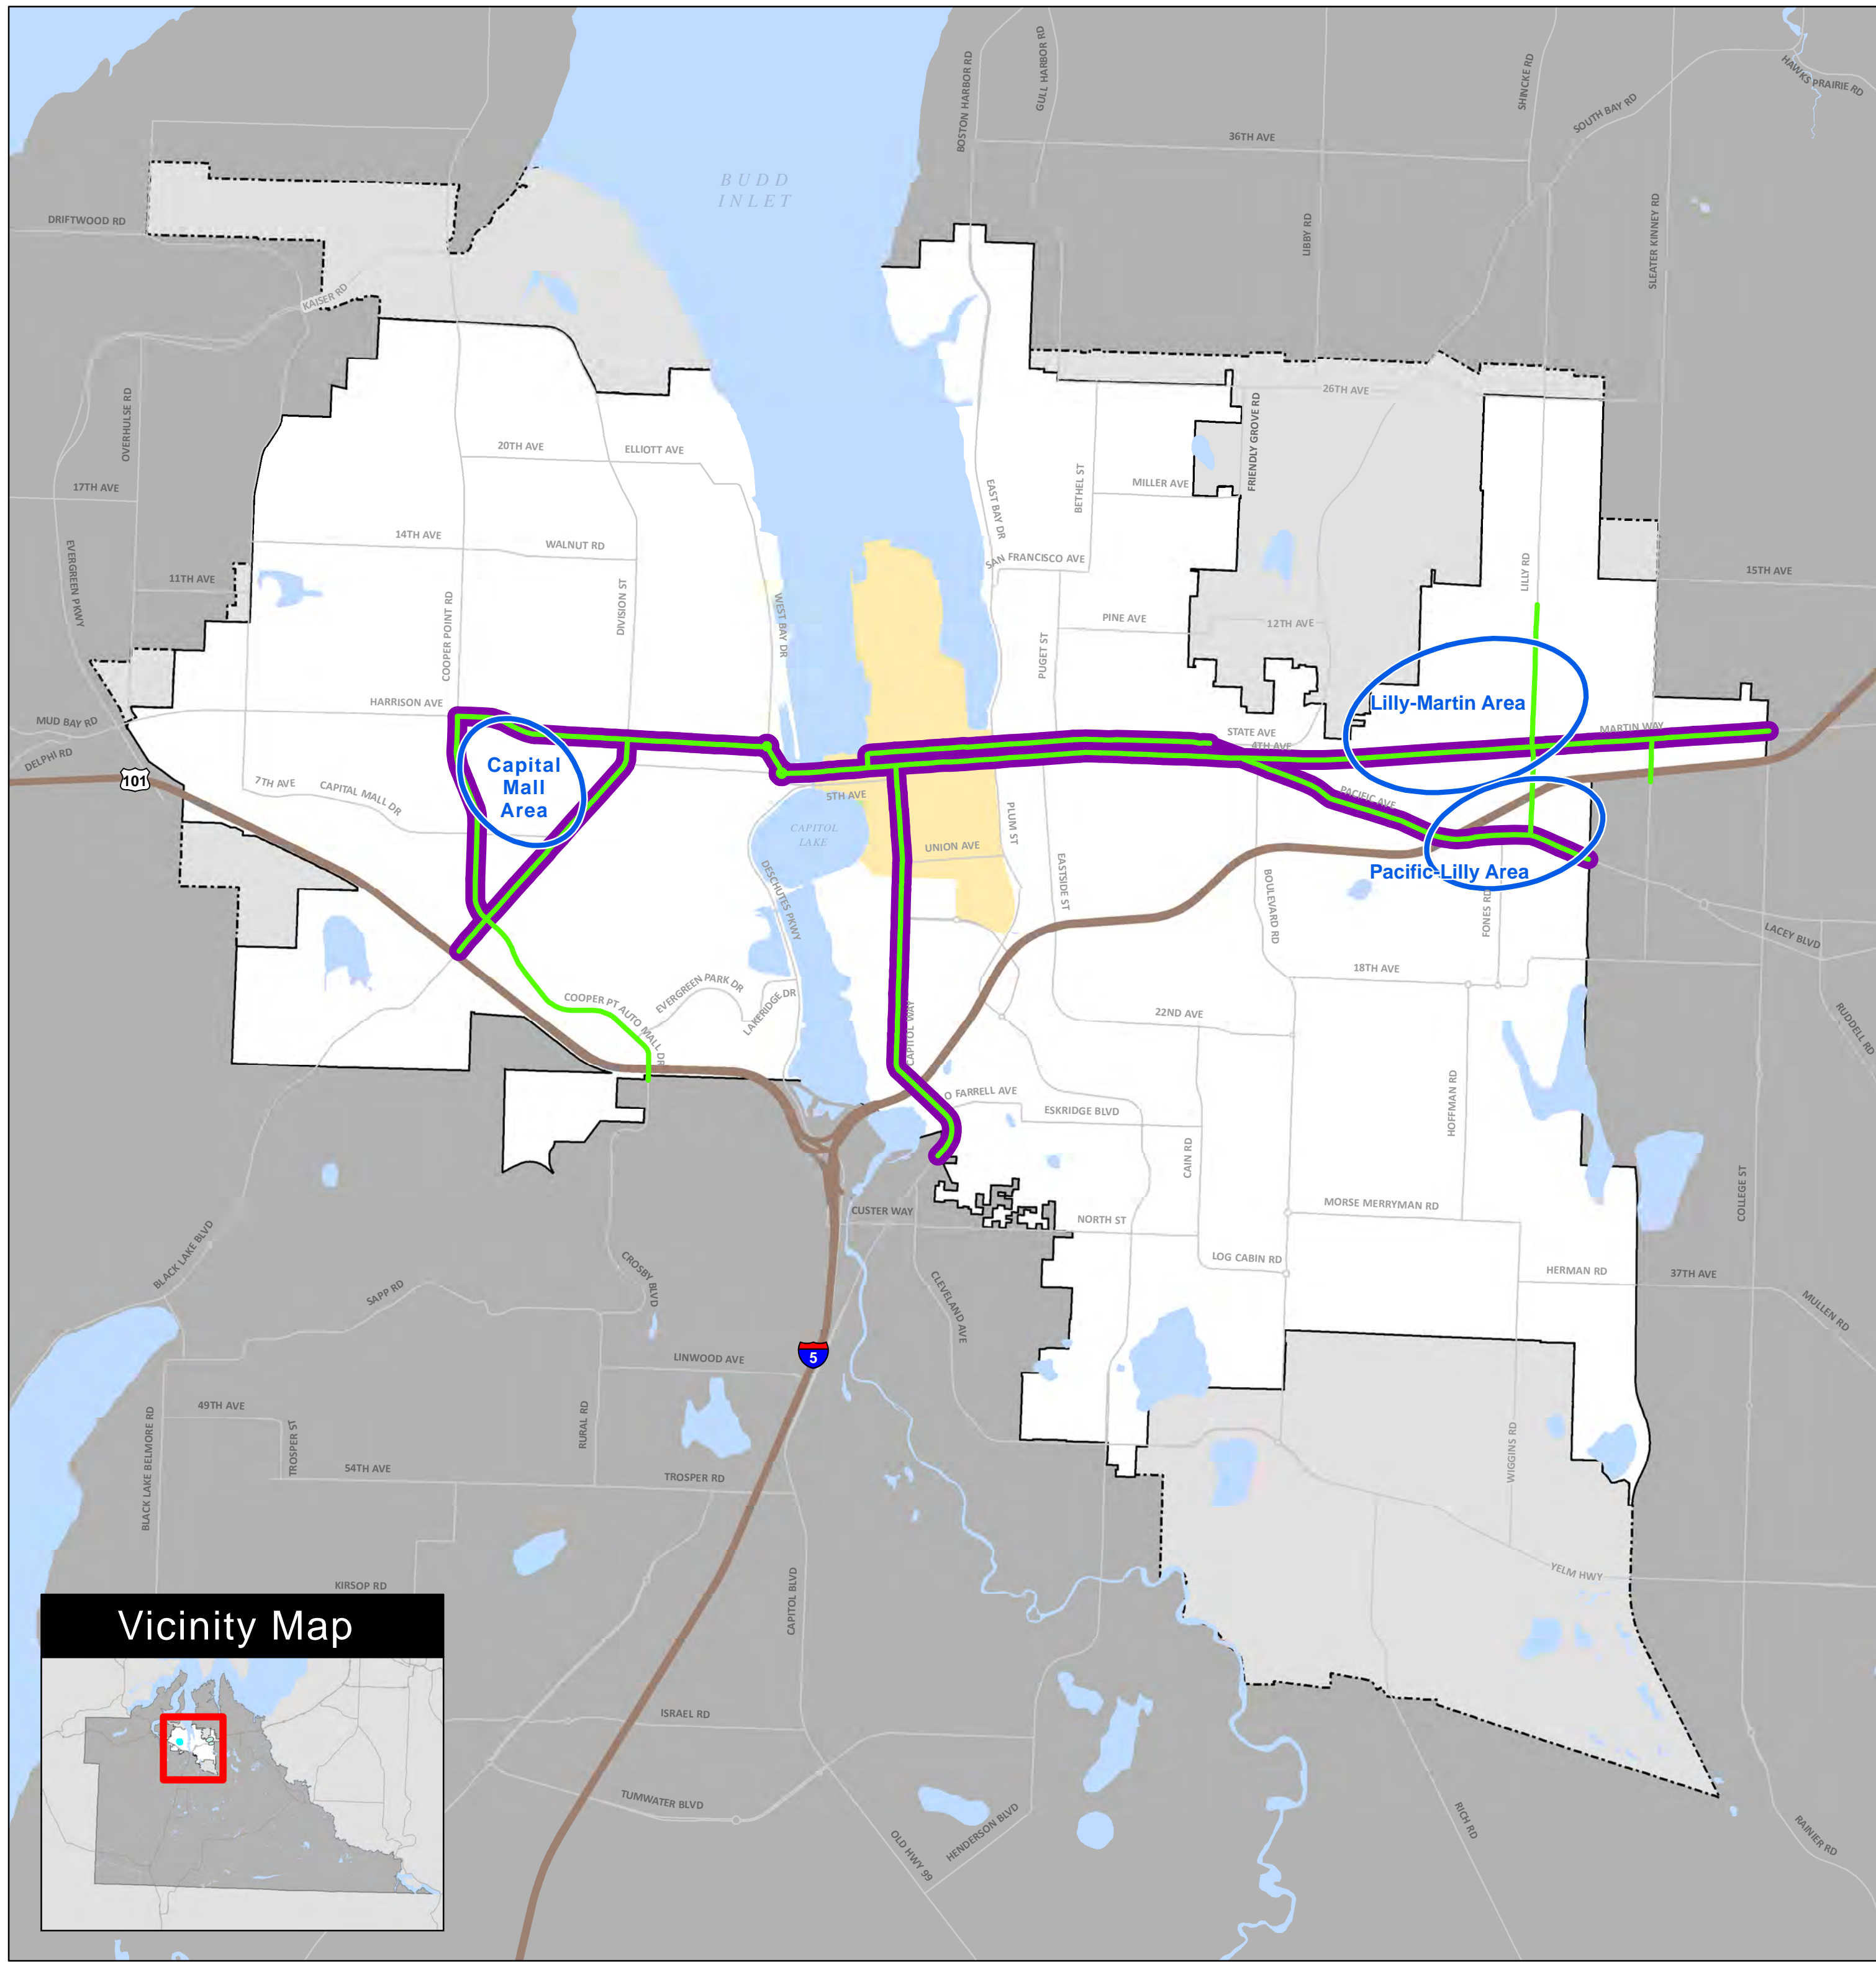 BOSTON HARBOR RD
GULL HARBOR RD
SHINCKE RD
HAWKS PRAIRIE RD
SOUTH BAY RD
36TH AVE
BUDD
INLET
DRIFTWOOD RD
LIBBY RD
SLEATER KINNEY RD
KAISER RD
OVERHULSE RD
26TH AVE
FRIENDLY GROVE RD
20TH AVE
ELLIOTT AVE
17TH AVE
EAST BAY DR
BETHEL ST
MILLER AVE
14TH AVE
WALNUT RD
EVERGREEN PKWY
11TH AVE
SAN FRANCISCO AVE
LILLY RD
15TH AVE
COOPER POINT RD
DIVISION ST
WEST BAY DR
PUGET ST
PINE AVE
12TH AVE
HARRISON AVE
MUD BAY RD
DELPHI RD
Lilly-Martin Area
MARTIN WAY
STATE AVE
4TH AVE
101
7TH AVE
CAPITAL MALL DR
Capital
Mall
Area
5TH AVE
CAPITOL
LAKE
PLUM ST
PACIFIC AVE
UNION AVE
Pacific-Lilly Area
DESCHUTES PKWY
EASTSIDE ST
BOULEVARD RD
FONES RD
LACEY BLVD
18TH AVE
EVERGREEN PARK DR
LAKERIDGE DR
COOPER PT AUTO MALL DR
CAPITOL WAY
22ND AVE
RUDDELL RD
O FARRELL AVE
ESKRIDGE BLVD
HOFFMAN RD
CAIN RD
COLLEGE ST
CUSTER WAY
NORTH ST
MORSE MERRYMAN RD
LOG CABIN RD
HERMAN RD
37TH AVE
BLACK LAKE BLVD
SAPP RD
CROSBY BLVD
CLEVELAND AVE
MULLEN RD
5
LINWOOD AVE
49TH AVE
TROSPER ST
RURAL RD
BLACK LAKE BELMORE RD
54TH AVE
TROSPER RD
WIGGINS RD
YELM HWY
KIRSOP RD
CAPITOL BLVD
Vicinity Map
ISRAEL RD
TUMWATER BLVD
OLD HWY 99
HENDERSON BLVD
RICH RD
RAINIER RD